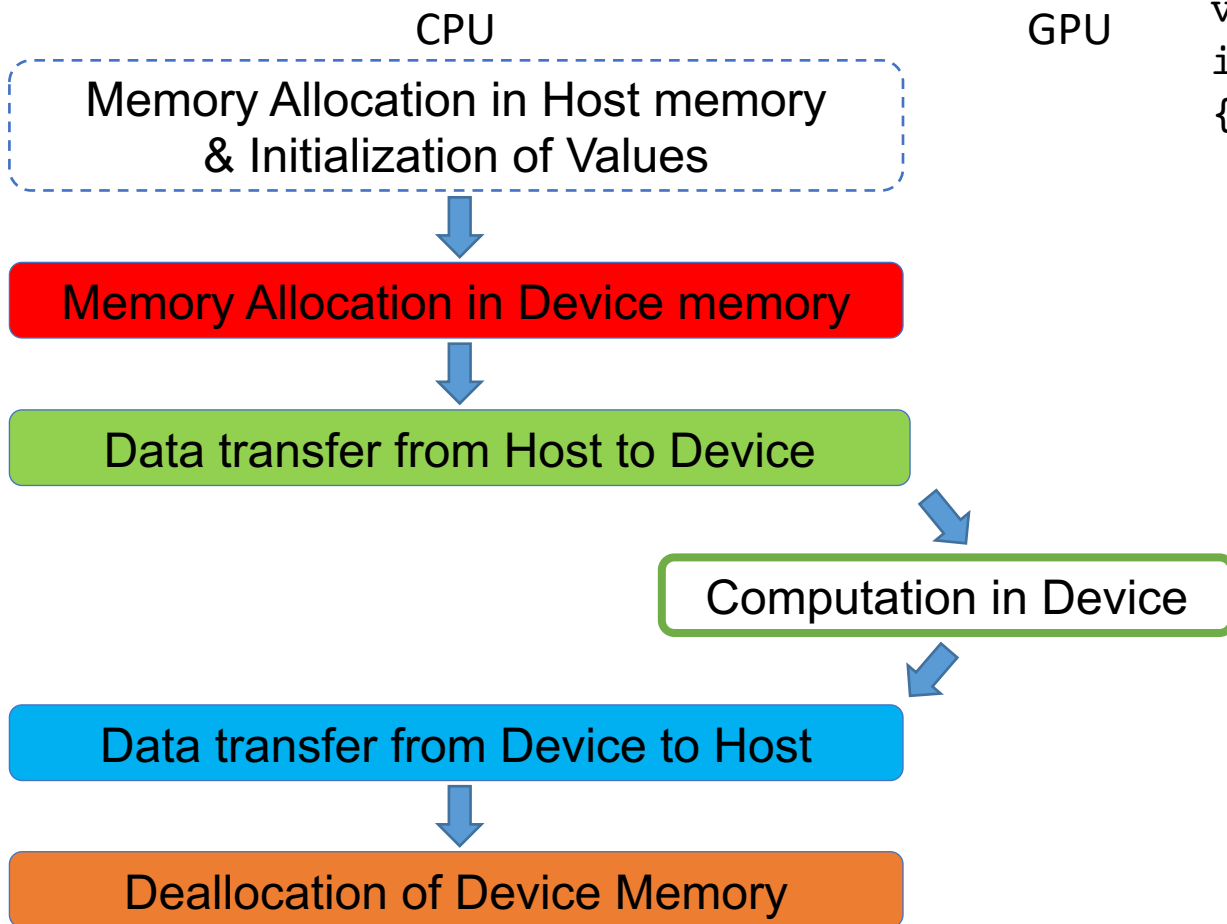 CPU
GPU
v
i
{
Memory Allocation in Host memory
& Initialization of Values
Memory Allocation in Device memory
Data transfer from Host to Device
Computation in Device
Data transfer from Device to Host
Deallocation of Device Memory